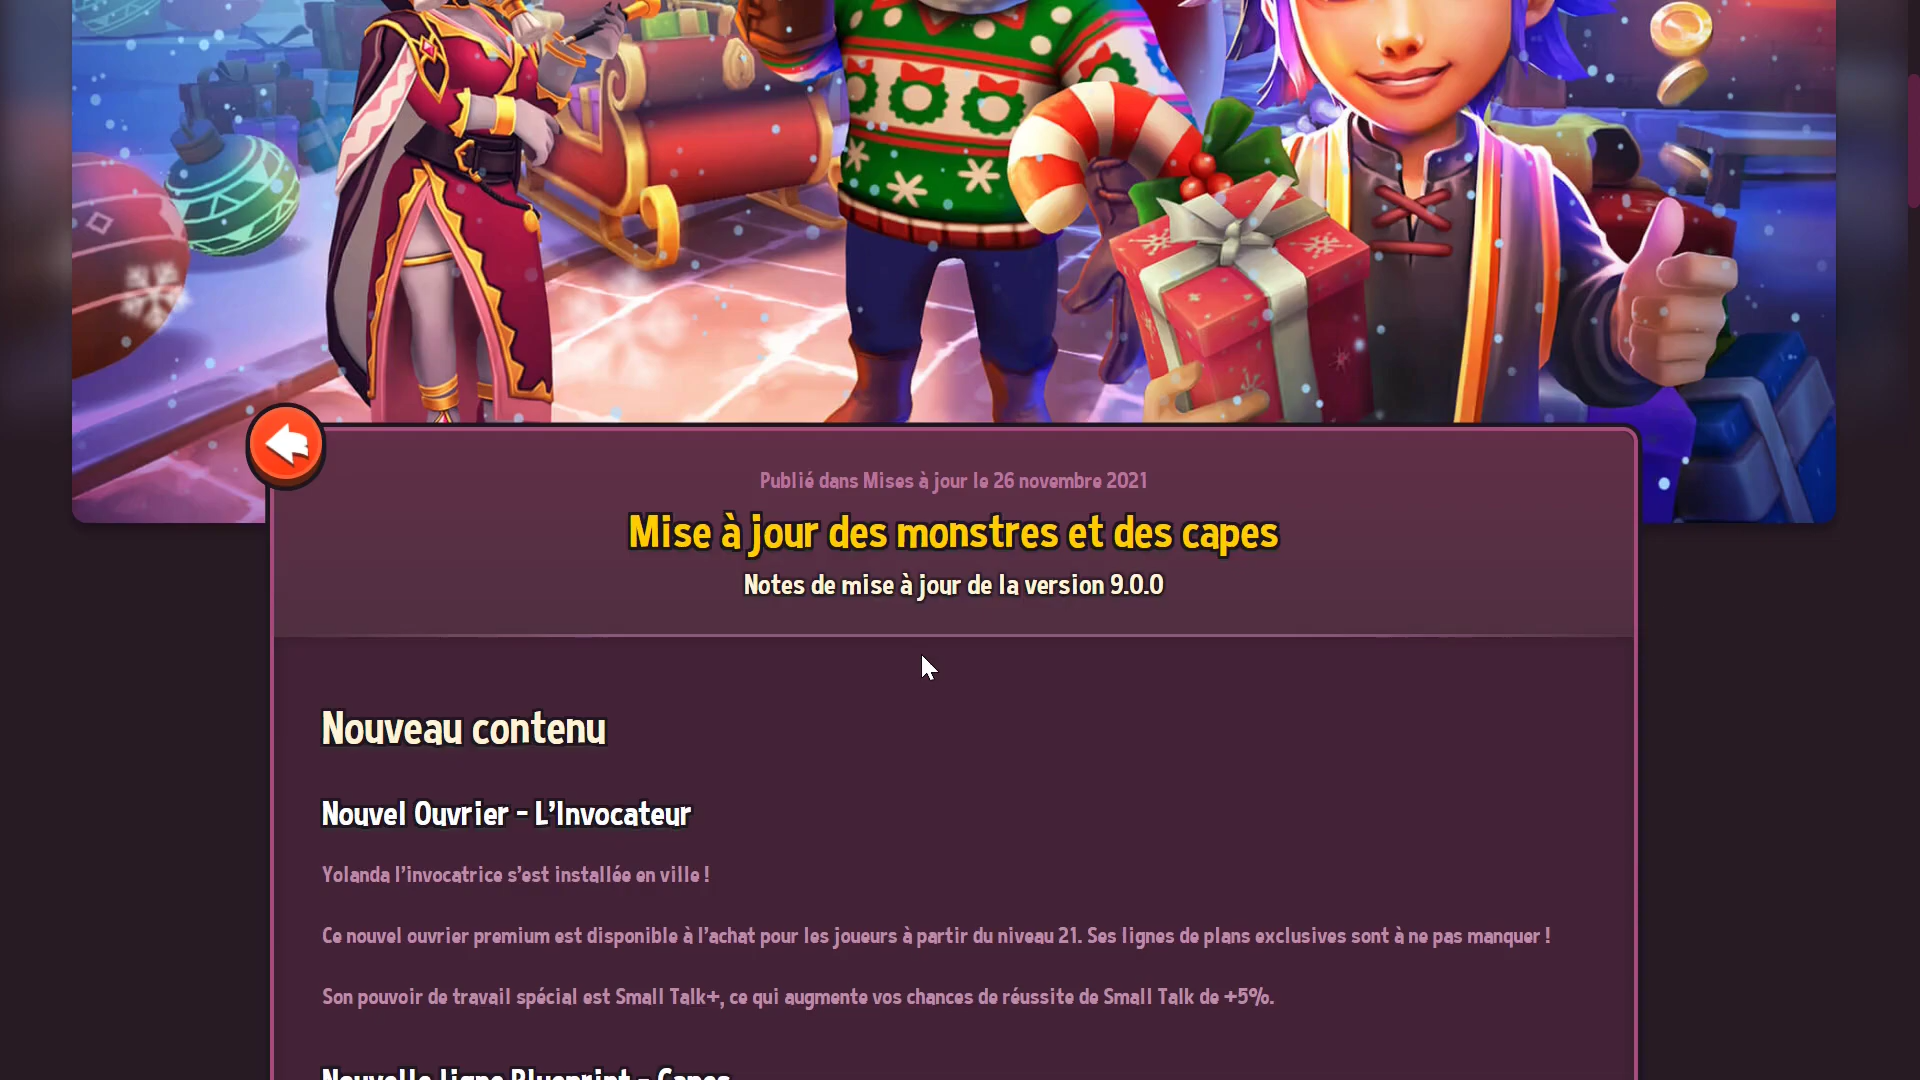 Publié dans Mises à jour le 26 novembre 2021
Mise à jour des monstres et des capes
Notes de mise à jour de la version 9.0.0
Nouveau contenu
Nouvel Ouvrier - L'Invocateur
Yolanda l'invocatrice s'est installée en ville !
Ce nouvel ouvrier premium est disponible à l'achat pour les joueurs à partir du niveau 21. Ses lignes de plans exclusives sont à ne pas manquer !
Son pouvoir de travail spécial est Small Talk+, ce qui augmente vos chances de réussite de Small Talk de +5%.
Nouvelle ligne Blueprint - Capes